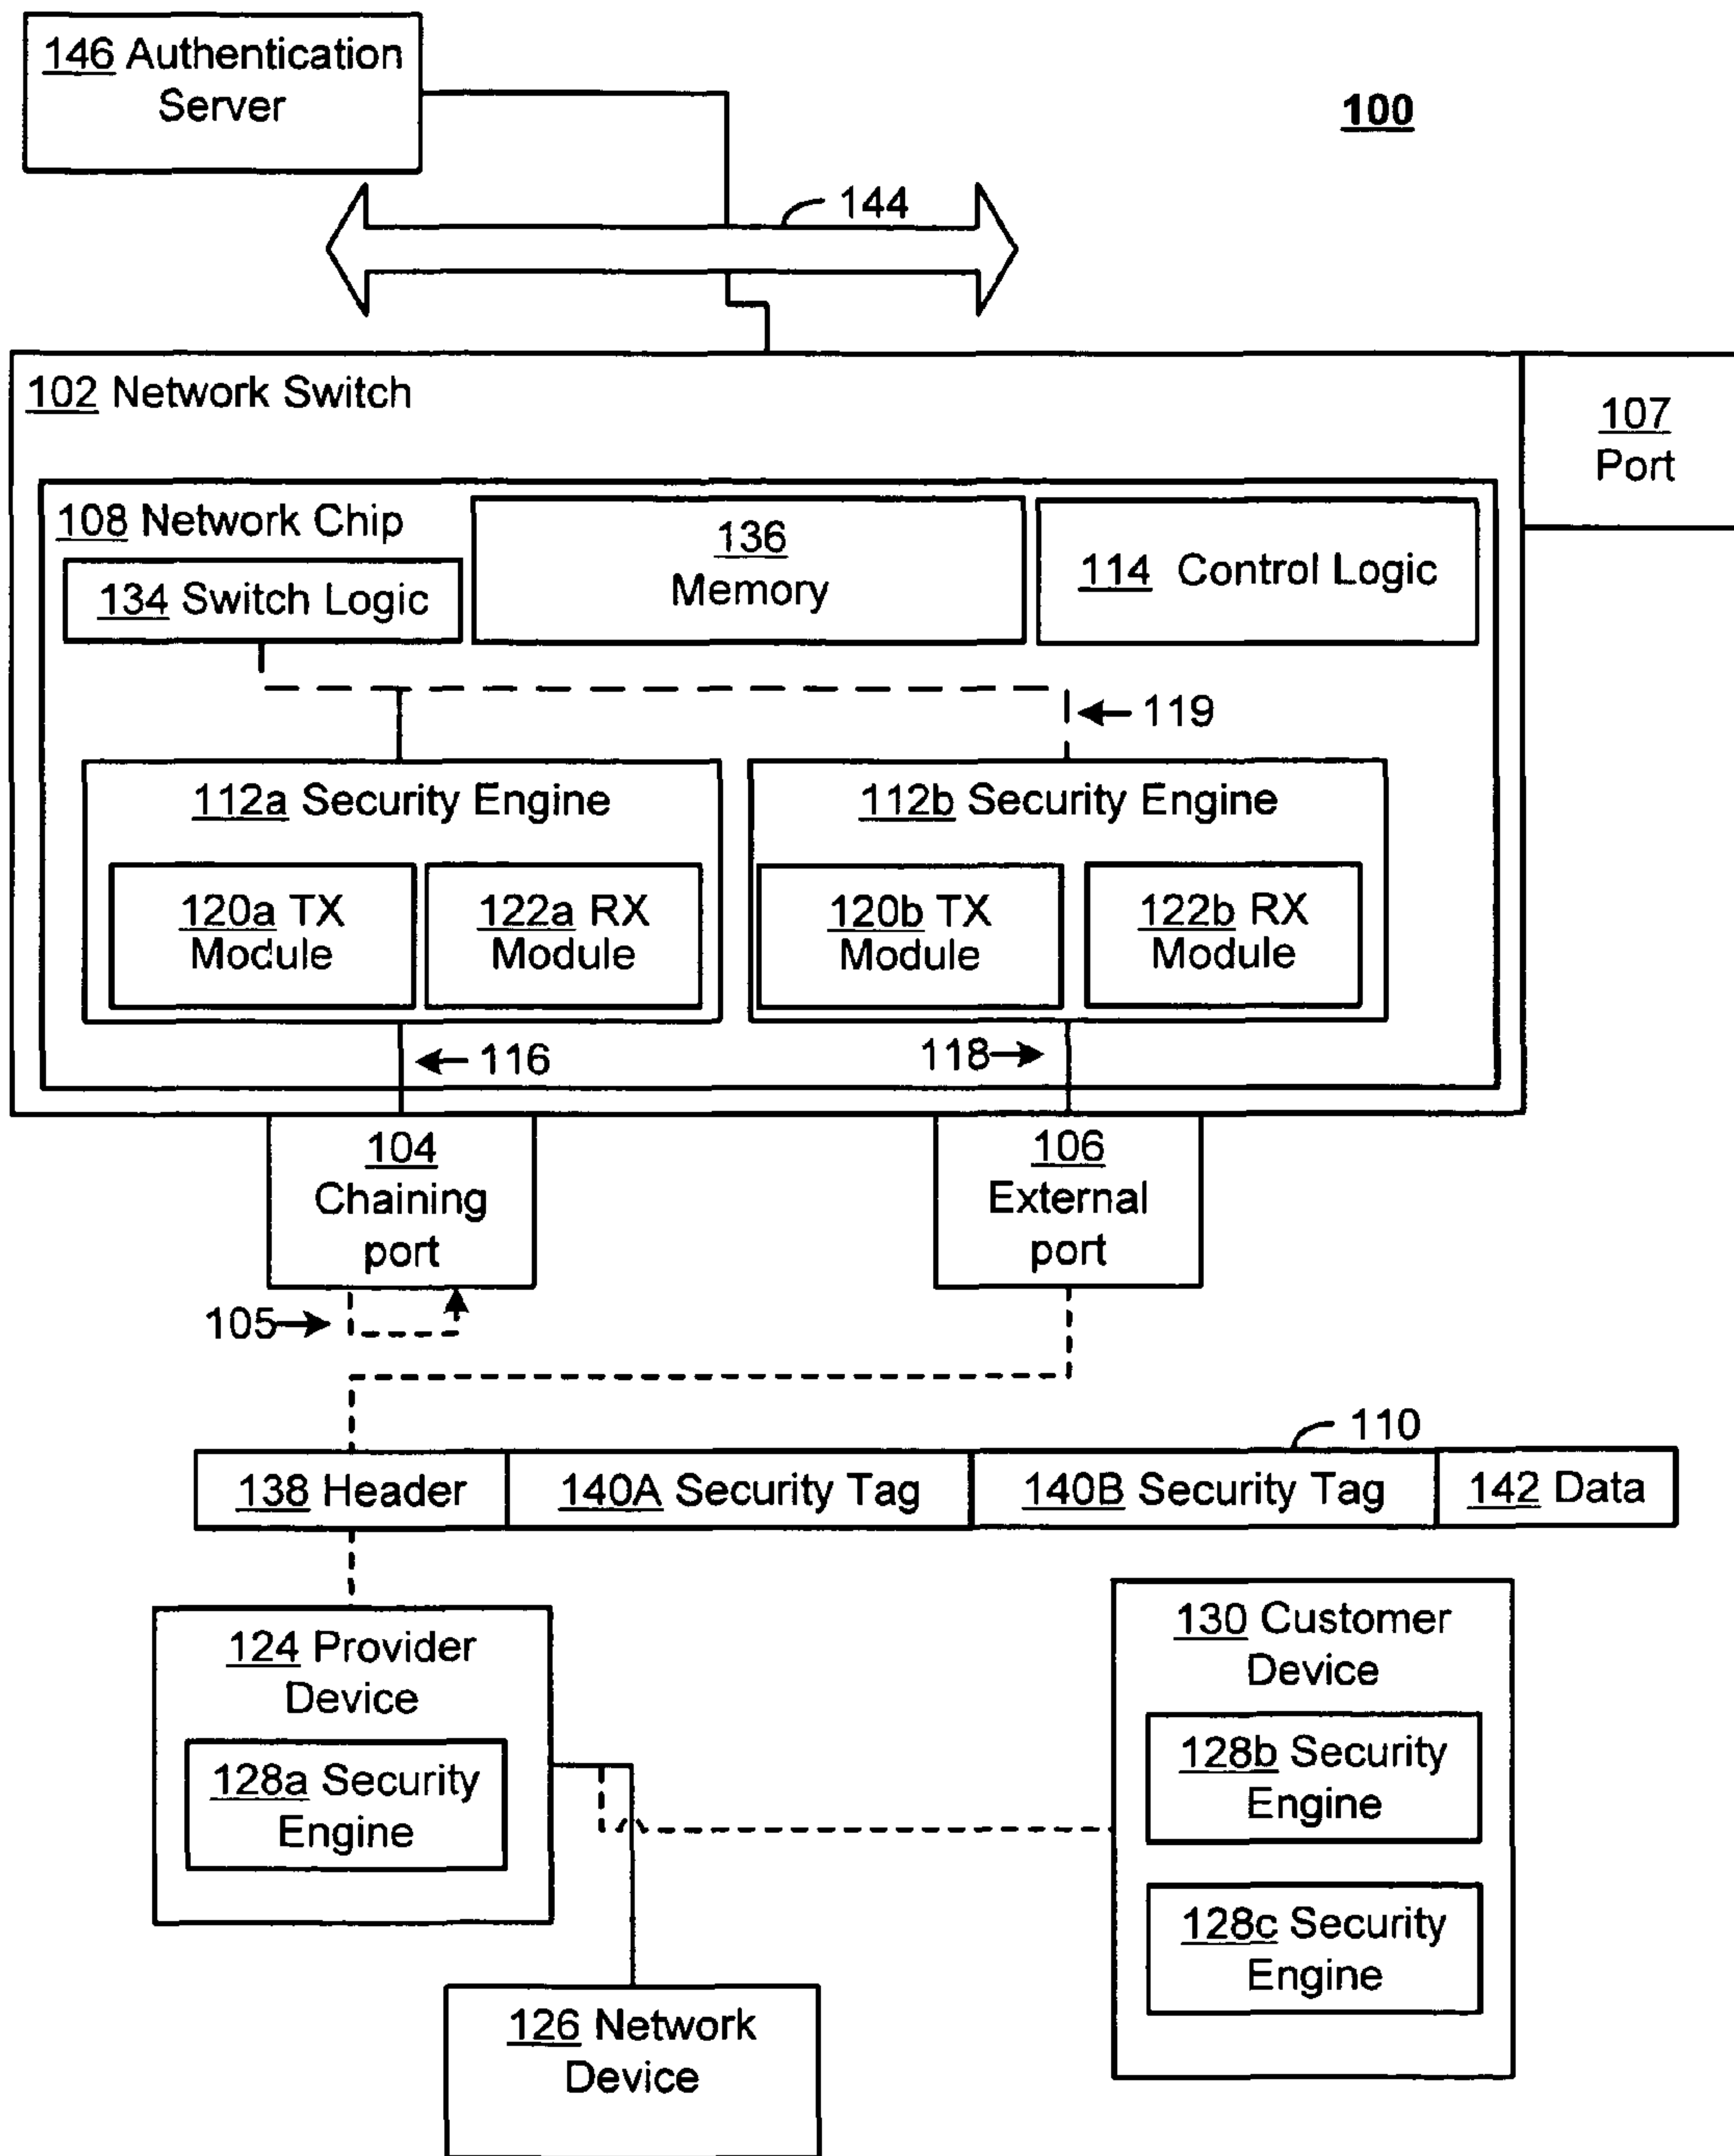 146 Authentication
Server
100
144
102 Network Switch
107
Port
108 Network Chip
134 Switch Logic
136
Memory
114 Control Logic
119
112a Security Engine
120a TX
Module
122a RX
Module
112b Security Engine
120b TX
Module
122b RX
Module
116
118
104
Chaining
port
106
External
port
105
110
138 Header
140A Security Tag
140B Security Tag
142 Data
124 Provider
Device
128a Security
Engine
130 Customer
Device
128b Security
Engine
128c Security
Engine
126 Network
Device